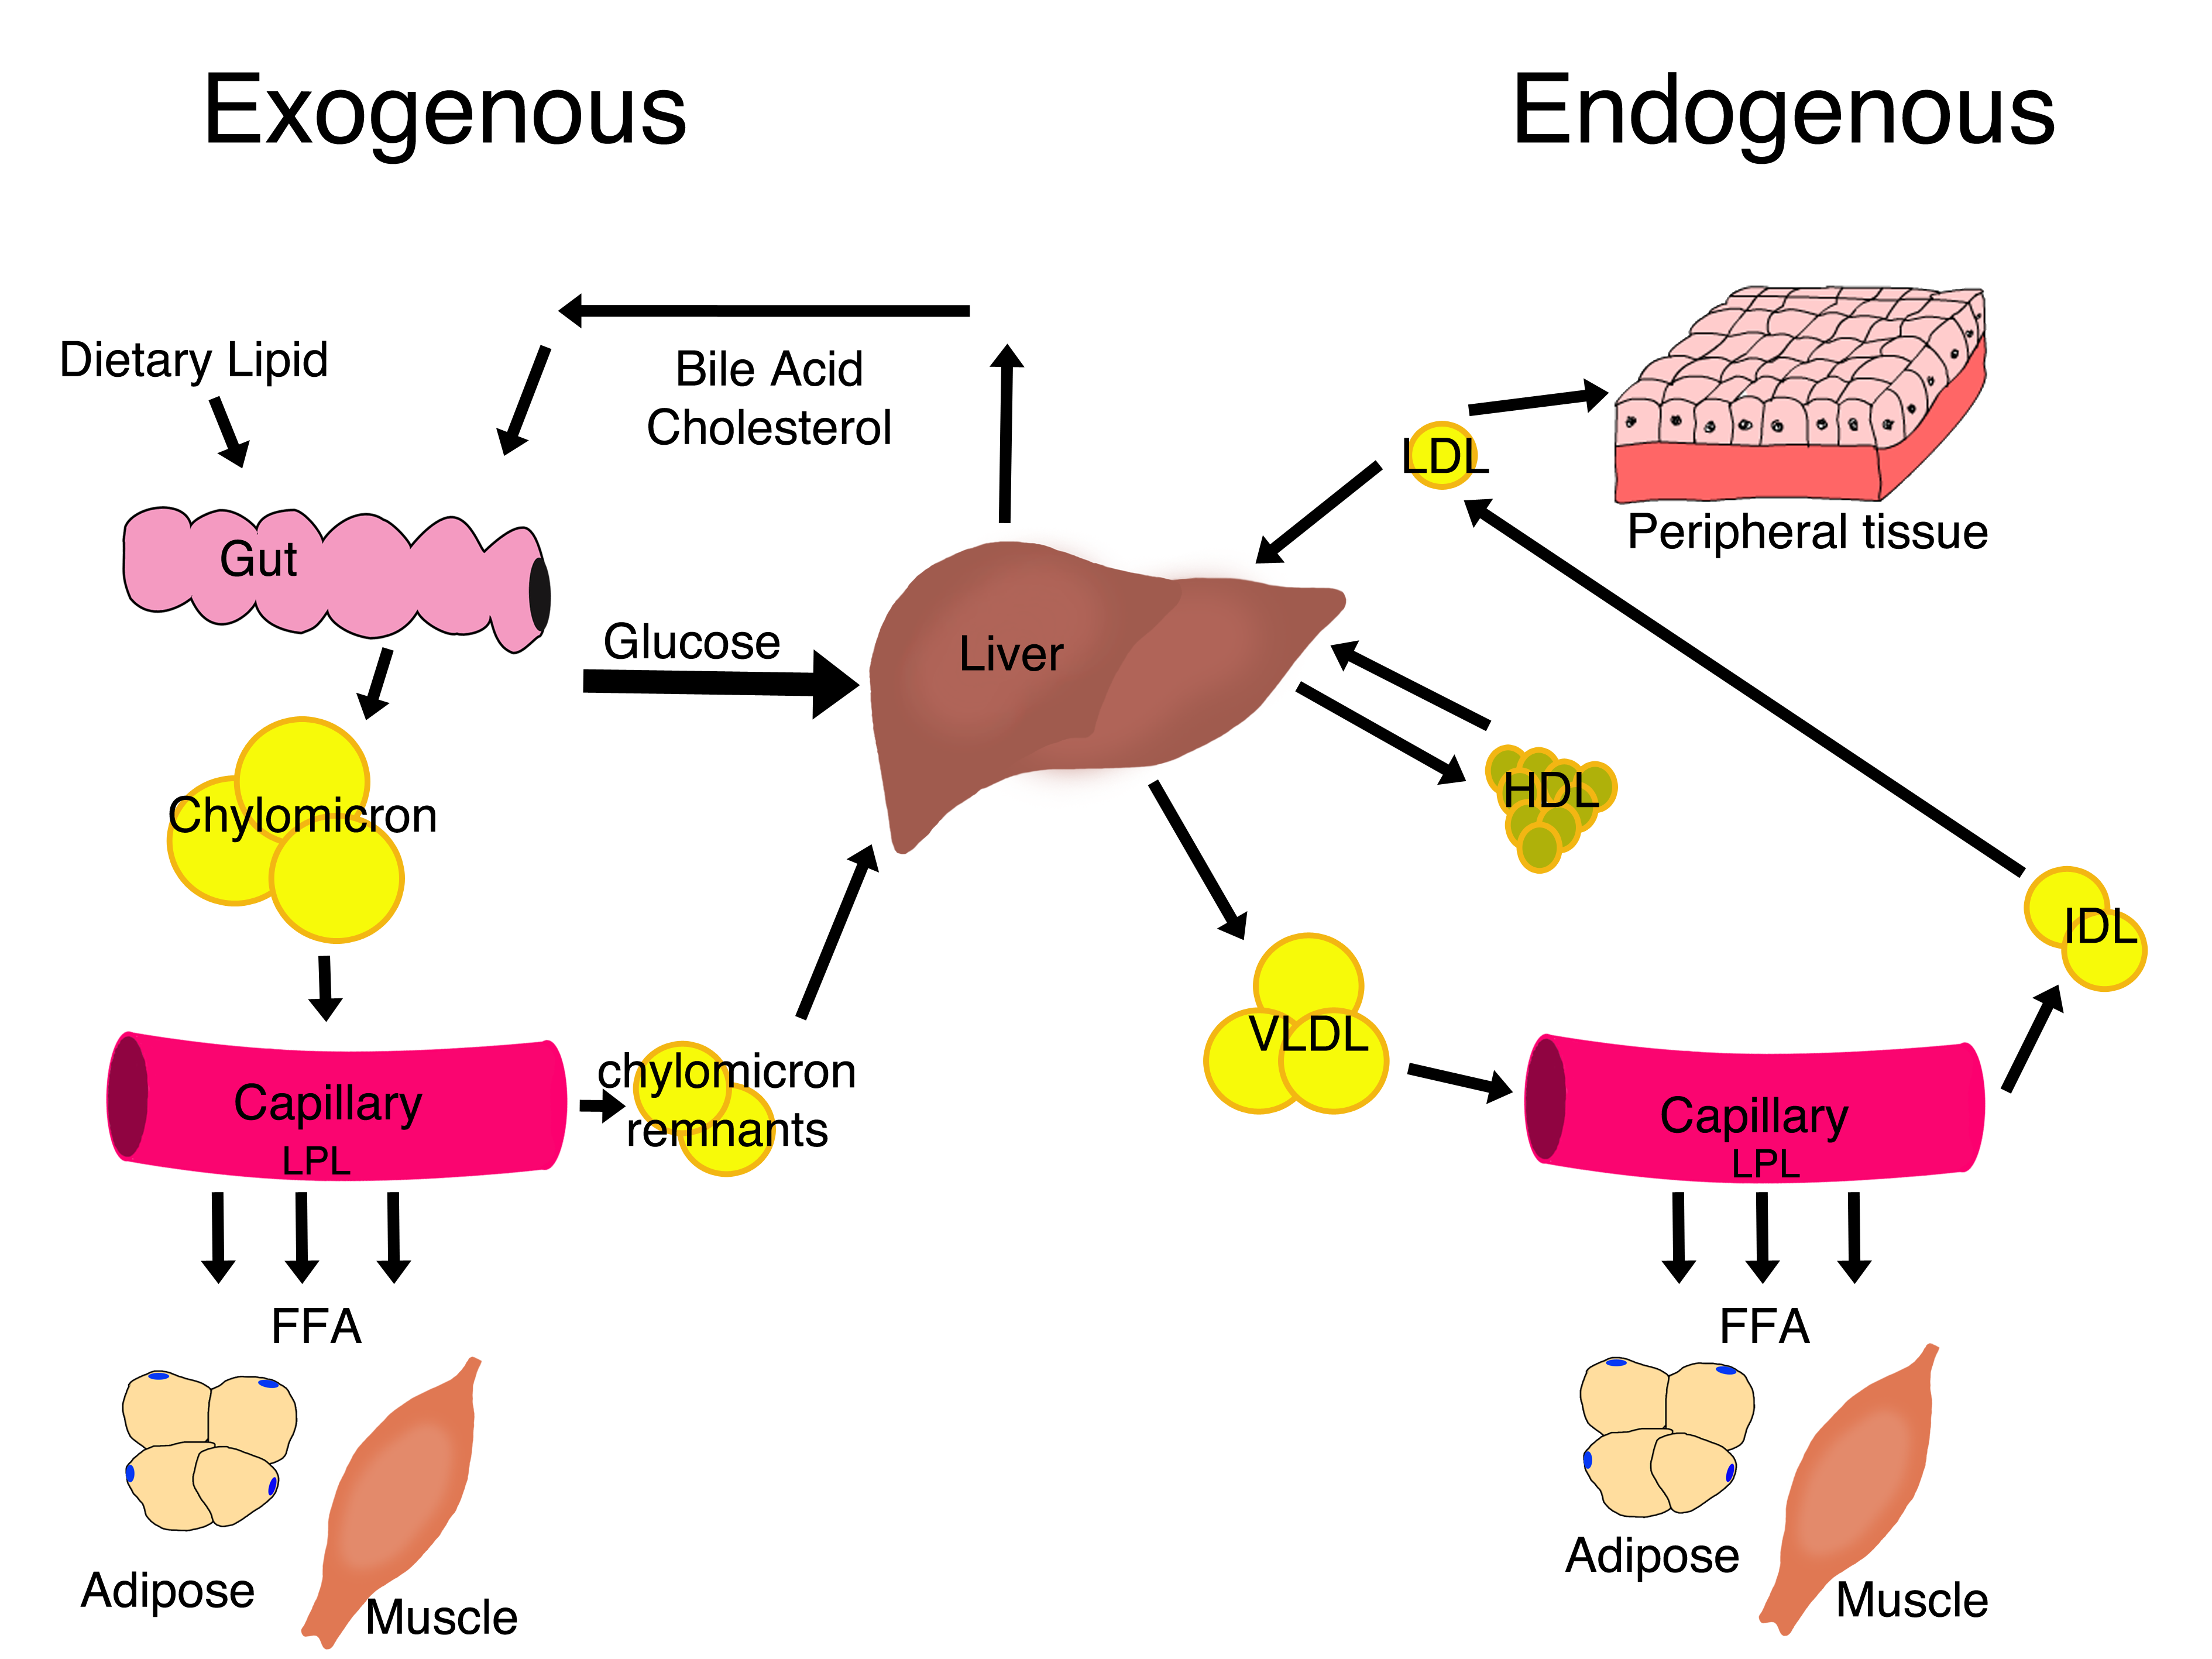 Exogenous
Endogenous
Dietary Lipid
Bile Acid
Cholesterol
LDL
Peripheral tissue
Gut
Glucose
Liver
HDL
Chylomicron
IDL
VLDL
chylomicron
remnants
Capillary
LPL
Capillary
LPL
FFA
FFA
Adipose
Muscle
Adipose
Muscle